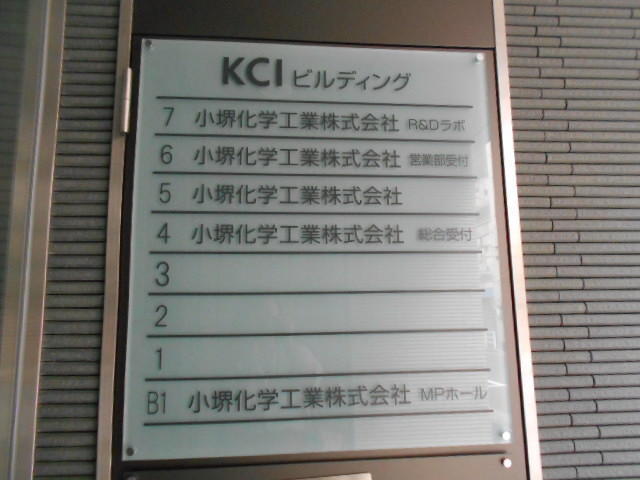 KCI ビルディング
7 小堺化学工業株式会社 R&Dラボ
6 小堺化学工業株式会社 営業部受付
5 小堺化学工業株式会社
4 小堺化学工業株式会社 総合受付
3
2
1
B1 小堺化学工業株式会社 MPホール